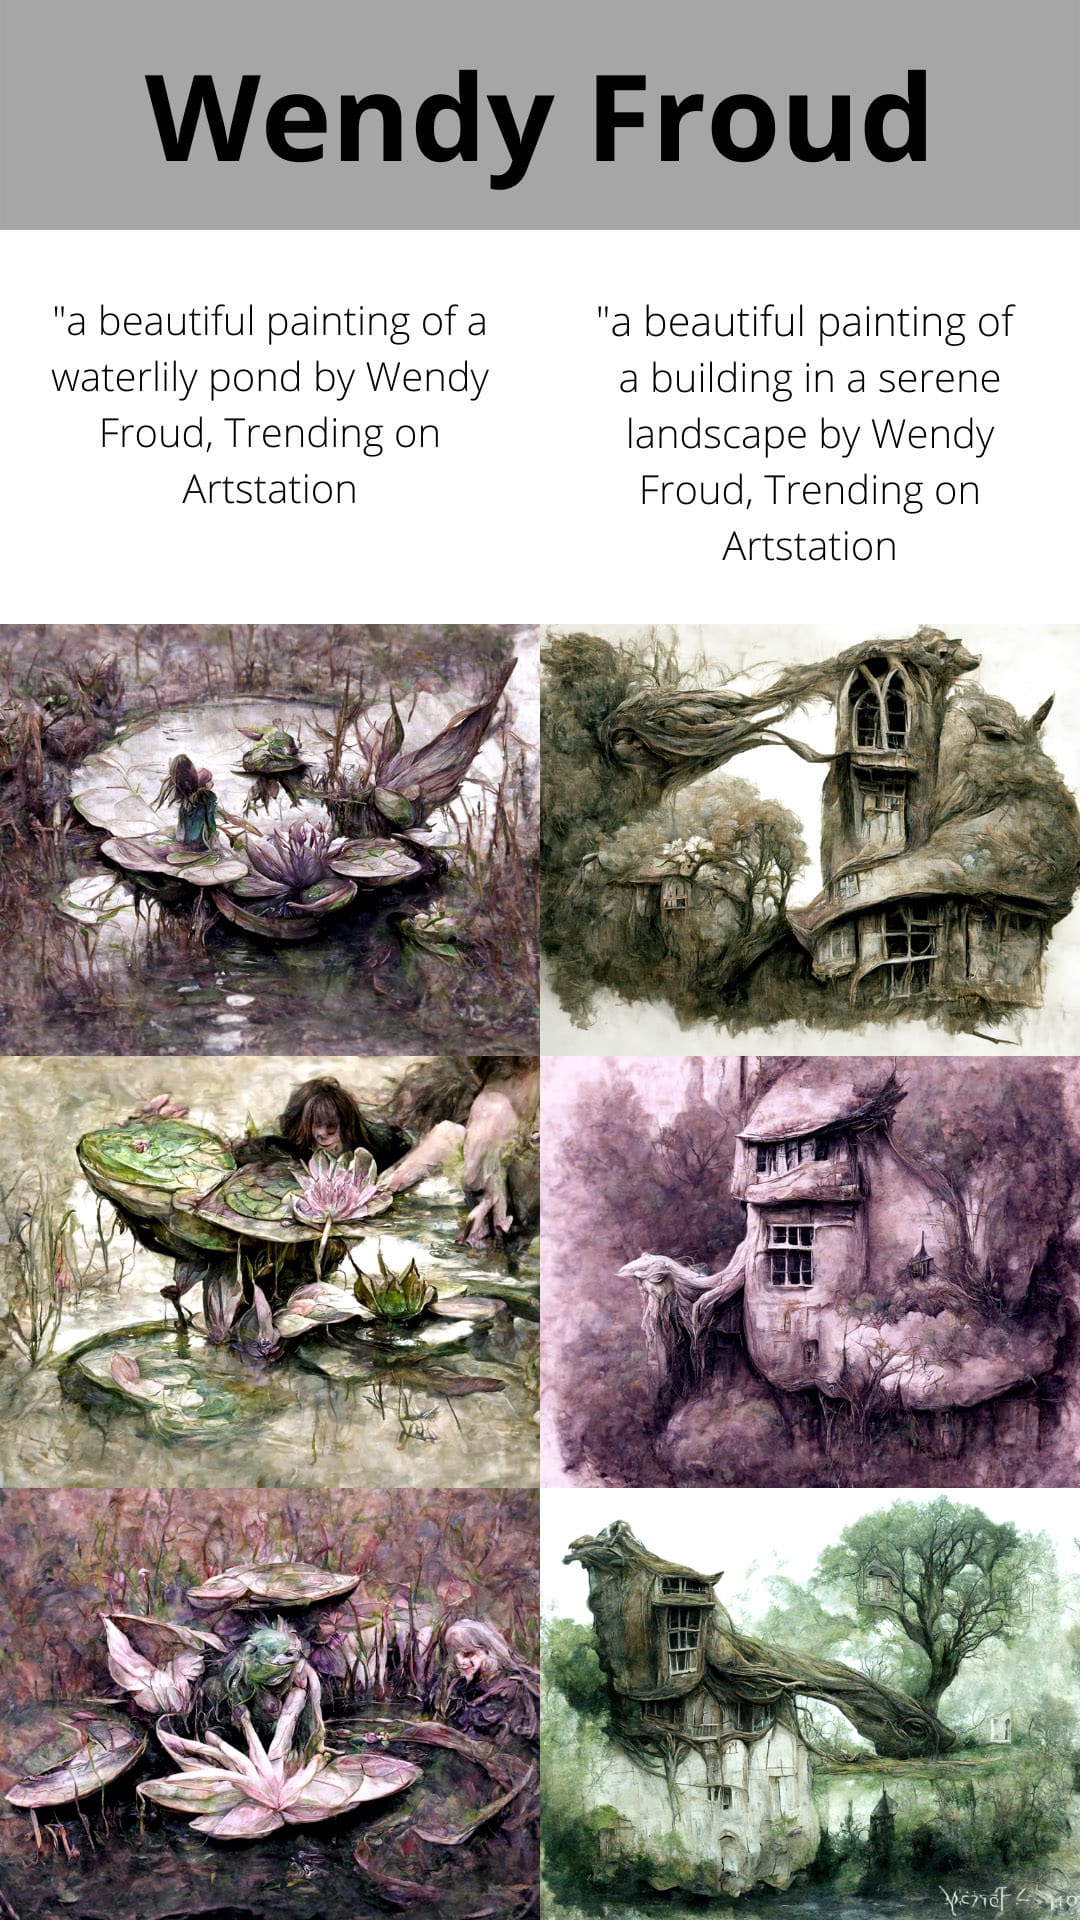 Wendy Froud
"a beautiful painting of a
waterlily pond by Wendy
Froud, Trending on
Artstation
"a beautiful painting of
a building in a serene
landscape by Wendy
Froud, Trending on
Artstation